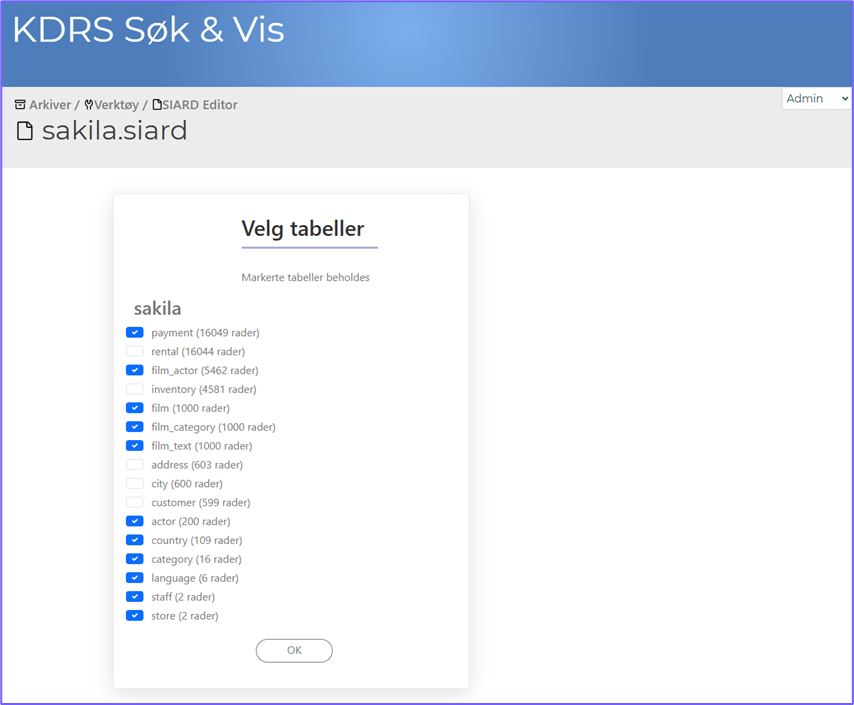 KDRS Søk & Vis
Arkiver / Verktøy / SIARD Editor
Admin
sakila.siard
Velg tabeller
Markerte tabeller beholdes
sakila
payment (16049 rader)
rental (16044 rader)
film_actor (5462 rader)
inventory (4581 rader)
film (1000 rader)
film_category (1000 rader)
film_text (1000 rader)
address (603 rader)
city (600 rader)
customer (599 rader)
actor (200 rader)
country (109 rader)
category (16 rader)
language (6 rader)
staff (2 rader)
store (2 rader)
OK